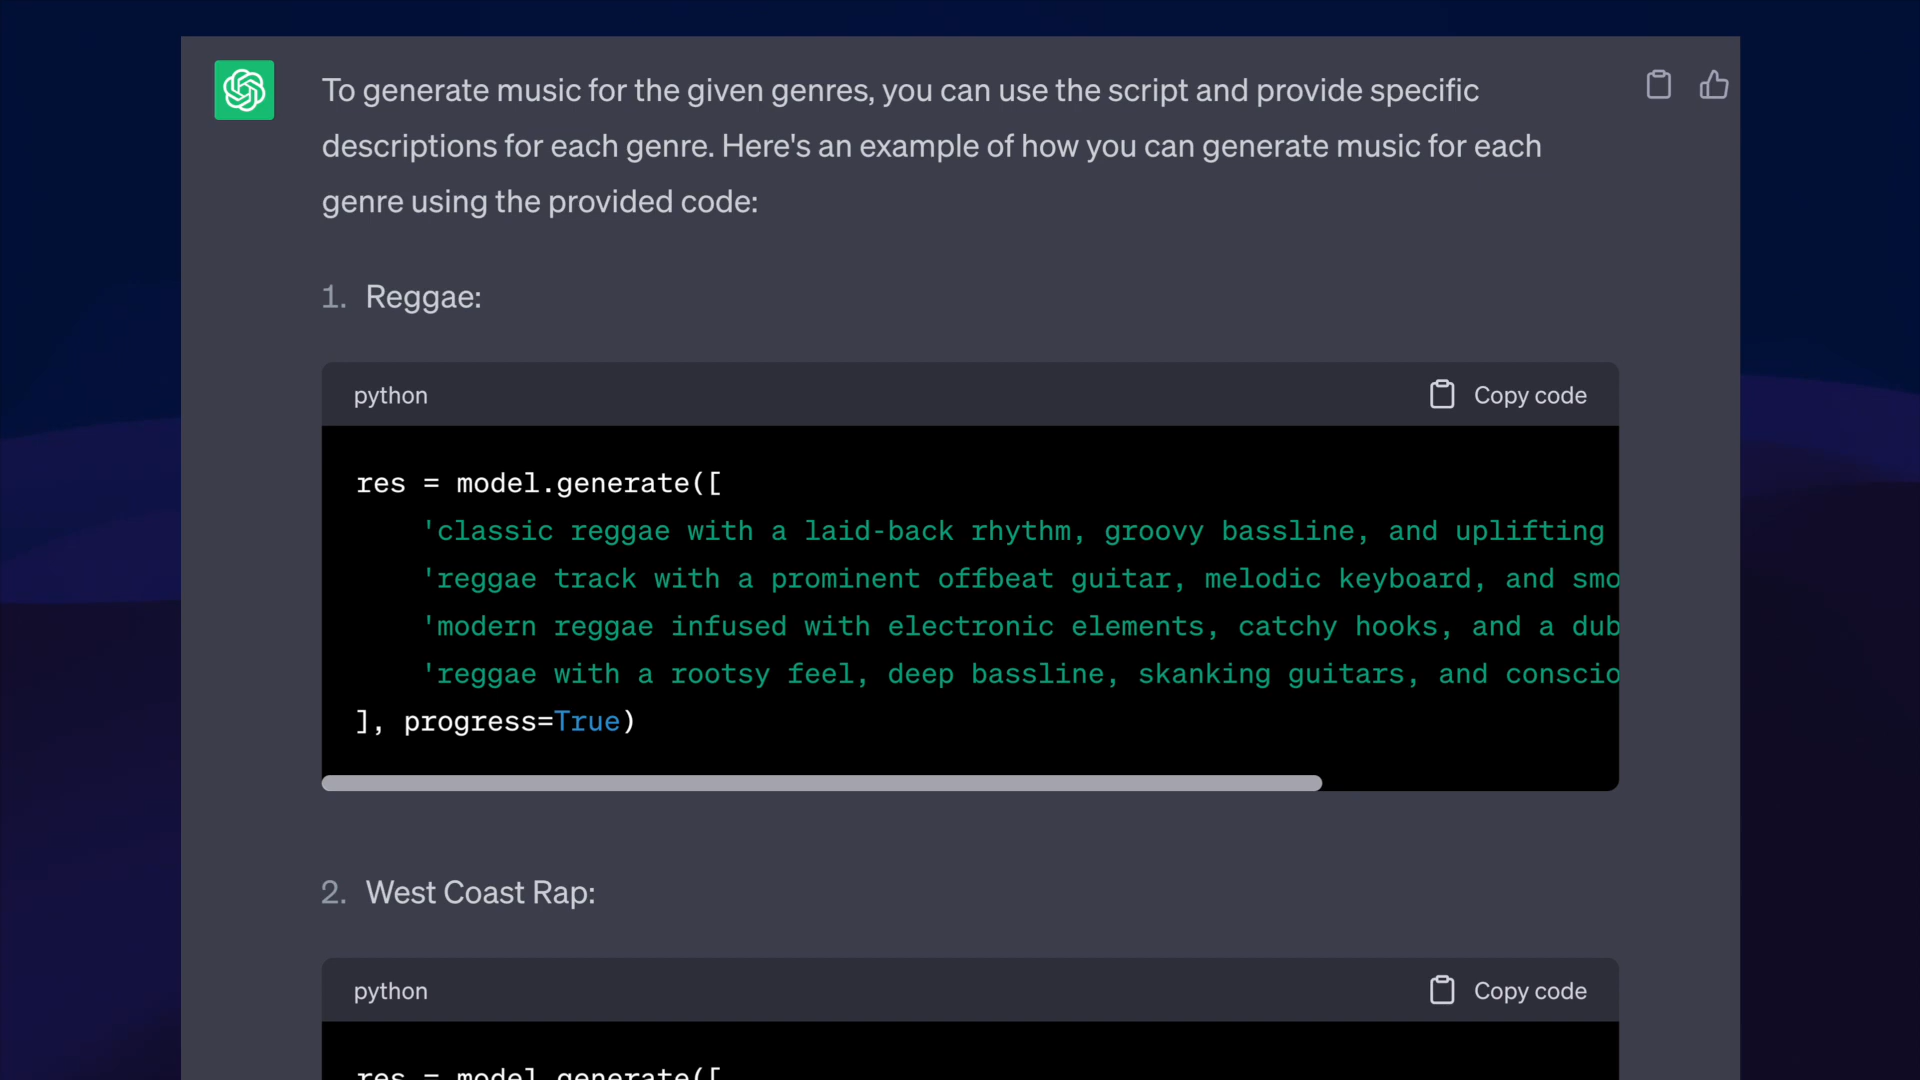 To generate music for the given genres, you can use the script and provide specific
descriptions for each genre. Here's an example of how you can generate music for each
genre using the provided code:
1. Reggae:
python
Copy code
res = model.generate([
'classic reggae with a laid-back rhythm, groovy bassline, and uplifting
'reggae track with a prominent offbeat guitar, melodic keyboard, and smo
'modern reggae infused with electronic elements, catchy hooks, and a dub
'reggae with a rootsy feel, deep bassline, skanking guitars, and conscio
], progress=True)
2. West Coast Rap:
python
Copy code
res = model.generate([